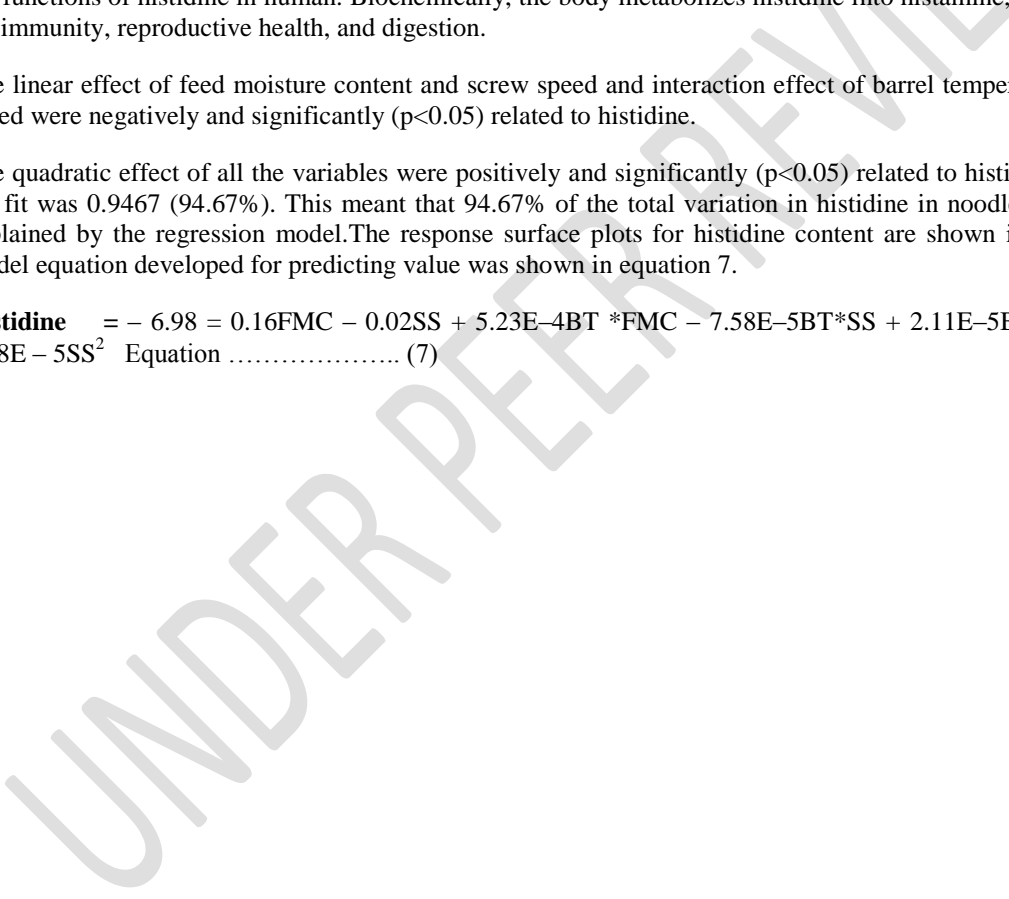 functions of histidine in human. Biochemically, the body metabolizes histidine into histamine,
immunity, reproductive health, and digestion.
e linear effect of feed moisture content and screw speed and interaction effect of barrel temper
ed were negatively and significantly (p<0.05) related to histidine.
e quadratic effect of all the variables were positively and significantly (p<0.05) related to histi
fit was 0.9467 (94.67%). This meant that 94.67% of the total variation in histidine in noodle
plained by the regression model.The response surface plots for histidine content are shown i
del equation developed for predicting value was shown in equation 7.
tidine = – 6.98 = 0.16FMC – 0.02SS + 5.23E–4BT *FMC – 7.58E–5BT*SS + 2.11E–5B
8E – 5SS² Equation ……………….. (7)
UNDER PEER REVIE